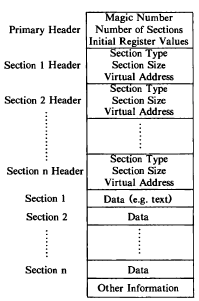 Magic Number
Primary Header Number of Sections
Initial Register Values
Section Type
Section 1 Header Section Size
Virtual Address
Section Type
Section 2 Header Section Size
Virtual Address
Section Type
Section n Header Section Size
Virtual Address
Section 1 Data (e.g. text)
Section 2 Data
Section n Data
Other Information